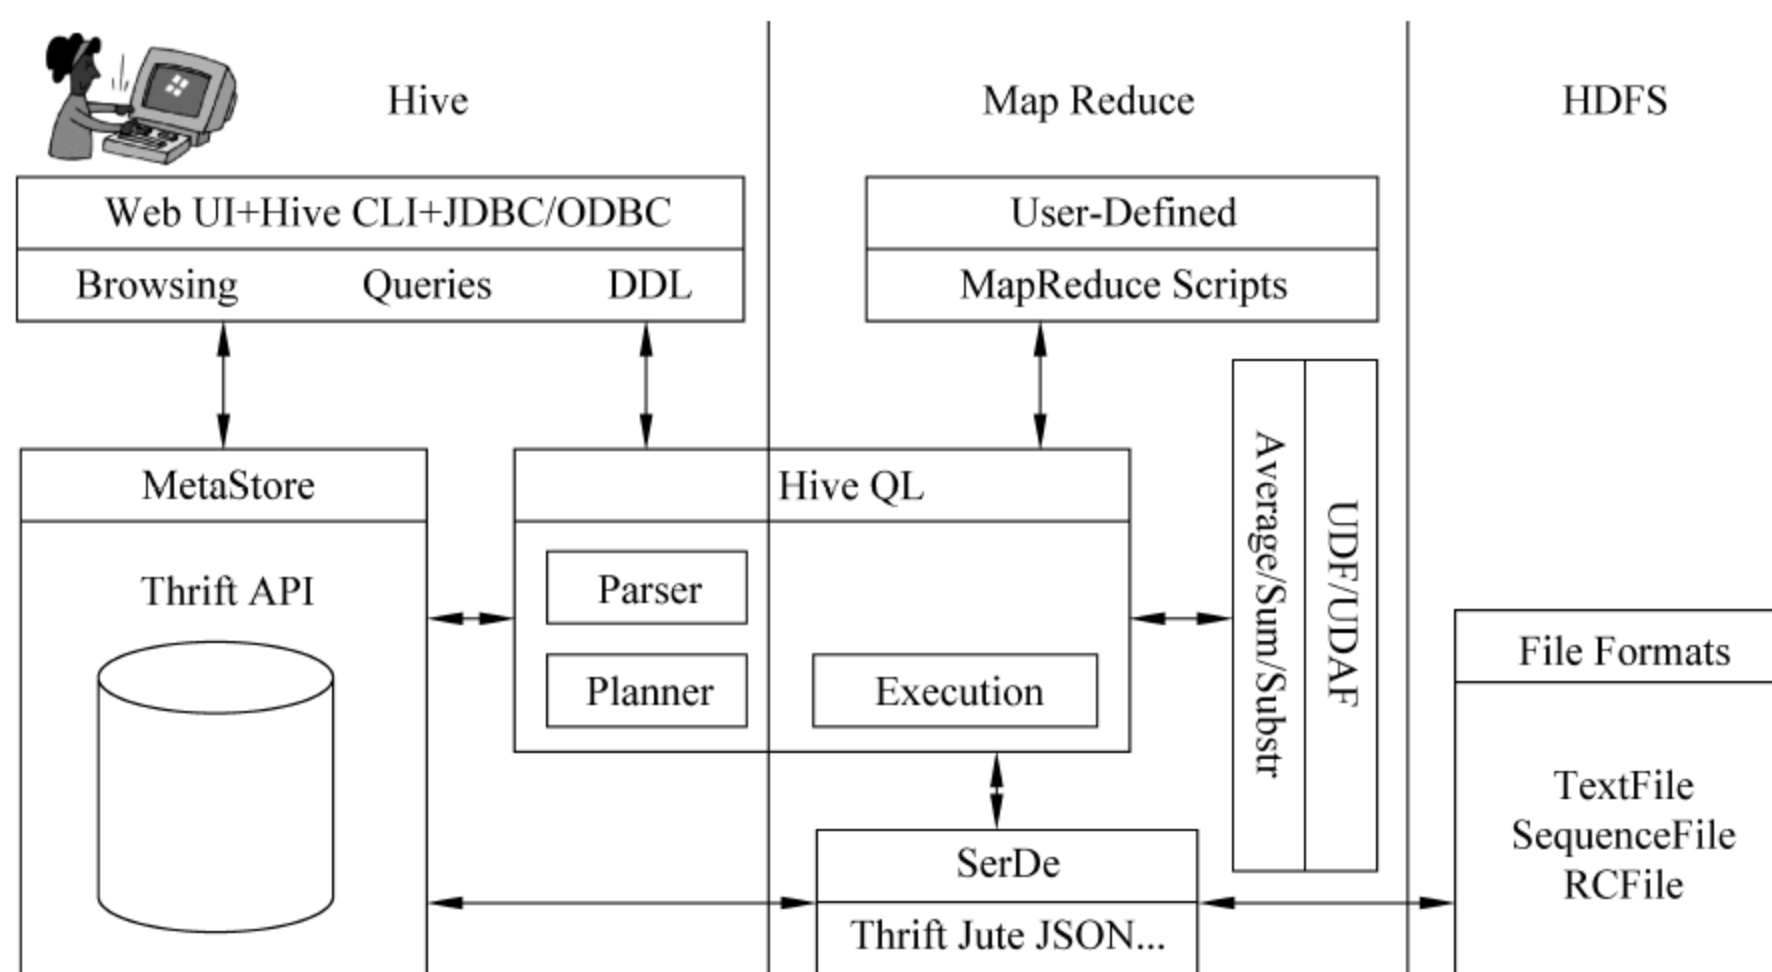 Hive
Map Reduce
HDFS
Web UI+Hive CLI+JDBC/ODBC
Browsing Queries DDL
User-Defined
MapReduce Scripts
MetaStore
Thrift API
Hive QL
Parser
Planner
Execution
Average/Sum/Substr
UDF/UDAF
SerDe
Thrift Jute JSON...
File Formats
TextFile
SequenceFile
RCFile